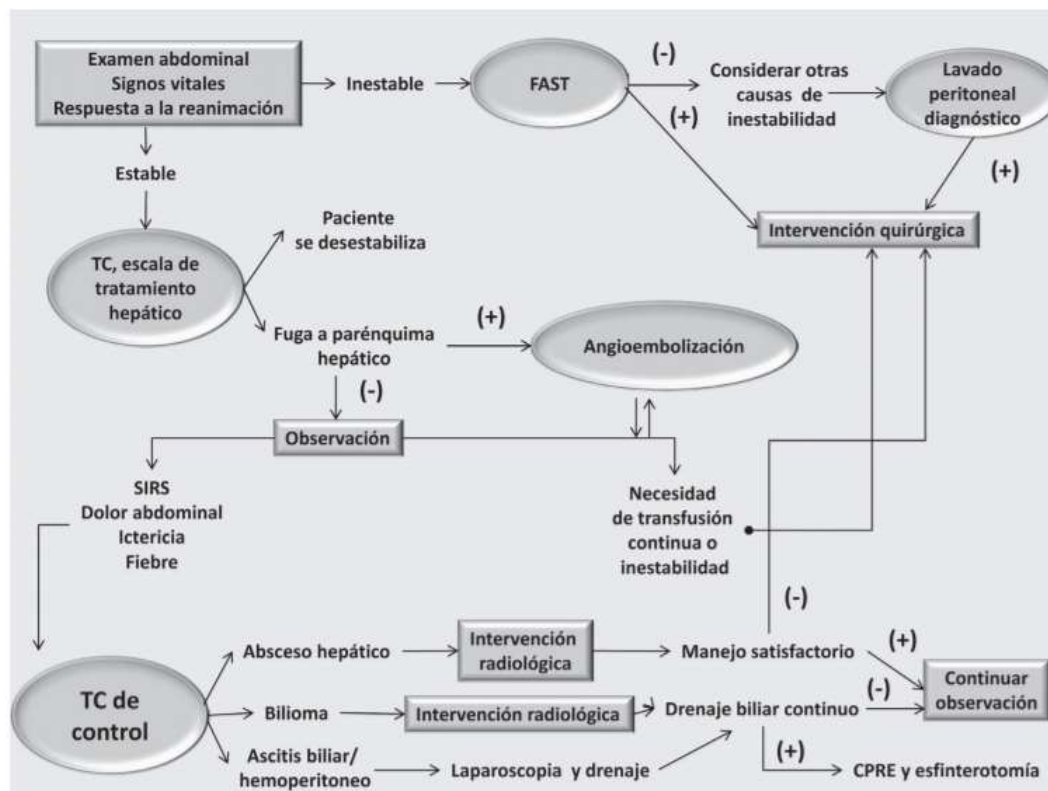 Examen abdominal
Signos vitales
Respuesta a la reanimación
Inestable
FAST
(-)
(+)
Considerar otras
causas de
inestabilidad
Lavado
peritoneal
diagnóstico
(+)
Estable
Intervención quirúrgica
Paciente
se desestabiliza
TC, escala de
tratamiento
hepático
Fuga a parénquima
hepático
(+)
Angioembolización
(-)
Observación
SIRS
Dolor abdominal
Ictericia
Fiebre
Necesidad
de transfusión
continua o
inestabilidad
(-)
TC de
control
Absceso hepático
Intervención
radiológica
Manejo satisfactorio
(+)
Continuar
observación
Bilioma
Intervención radiológica
Drenaje biliar continuo
(-)
Ascitis biliar/
hemoperitoneo
Laparoscopia y drenaje
(+)
CPRE y esfinterotomía